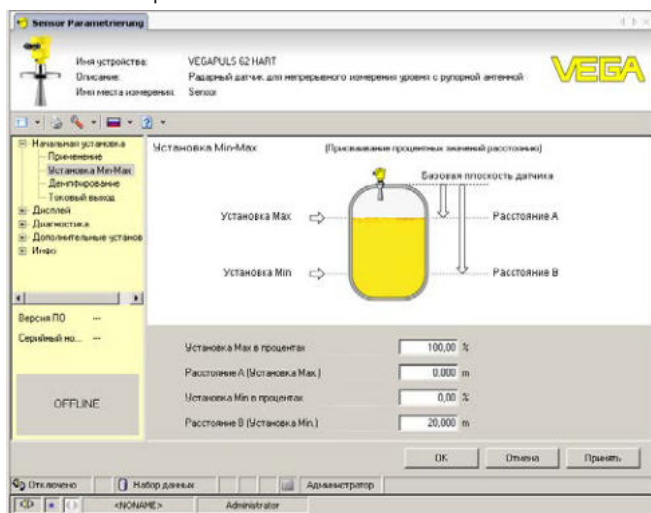 Sensor Parametrierung
Имя устройства: VEGAPULS 62 HART
Описание: Радарный датчик для непрерывного измерения уровня с рупорной антенной
Имя места измерения: Sensor
VEGA
Начальная установка
Применение
Установка Min-Max
Демпфирование
Токовый выход
Дисплей
Диагностика
Дополнительные установ
Инфо
Версия ПО ---
Серийный но... ---
OFFLINE
Установка Min-Max (Присваивание процентных значений расстоянию)
Базовая плоскость датчика
Установка Max Расстояние A
Установка Min Расстояние B
Установка Max в процентах 100,00 %
Расстояние A (Установка Max.) 0.000 m
Установка Min в процентах 0,00 %
Расстояние B (Установка Min.) 20,000 m
OK Отмена Принять
Отключено Набор данных Администратор
<NONAME> Administrator